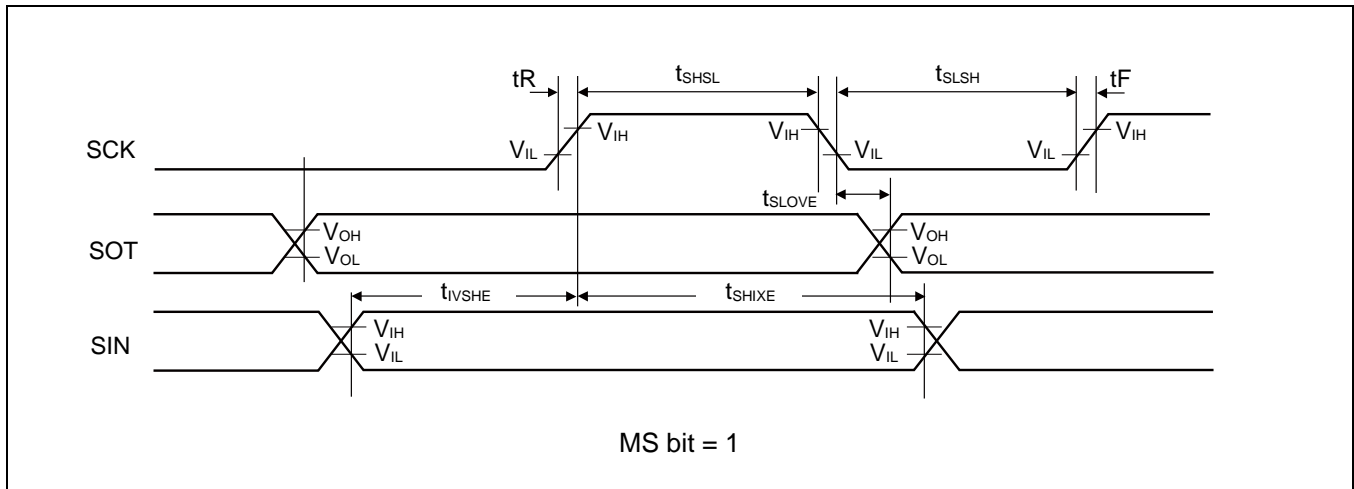 tR tSHSL tSLSH tF
SCK VIL VIH VIH VIL VIL VIH
tSLOVE
SOT VOH VOL VOH VOL
tIVSHE tSHIXE
SIN VIH VIL VIH VIL
MS bit = 1